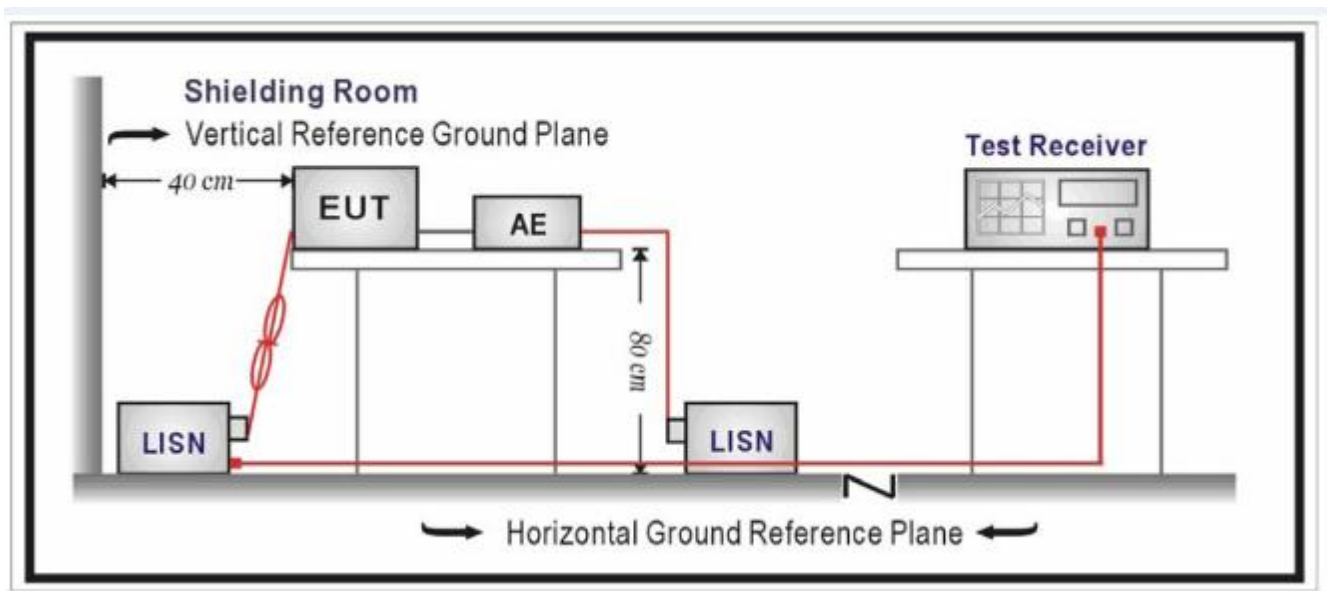 Shielding Room
Vertical Reference Ground Plane
Test Receiver
40 cm
EUT
AE
80 cm
LISN
LISN
Horizontal Ground Reference Plane